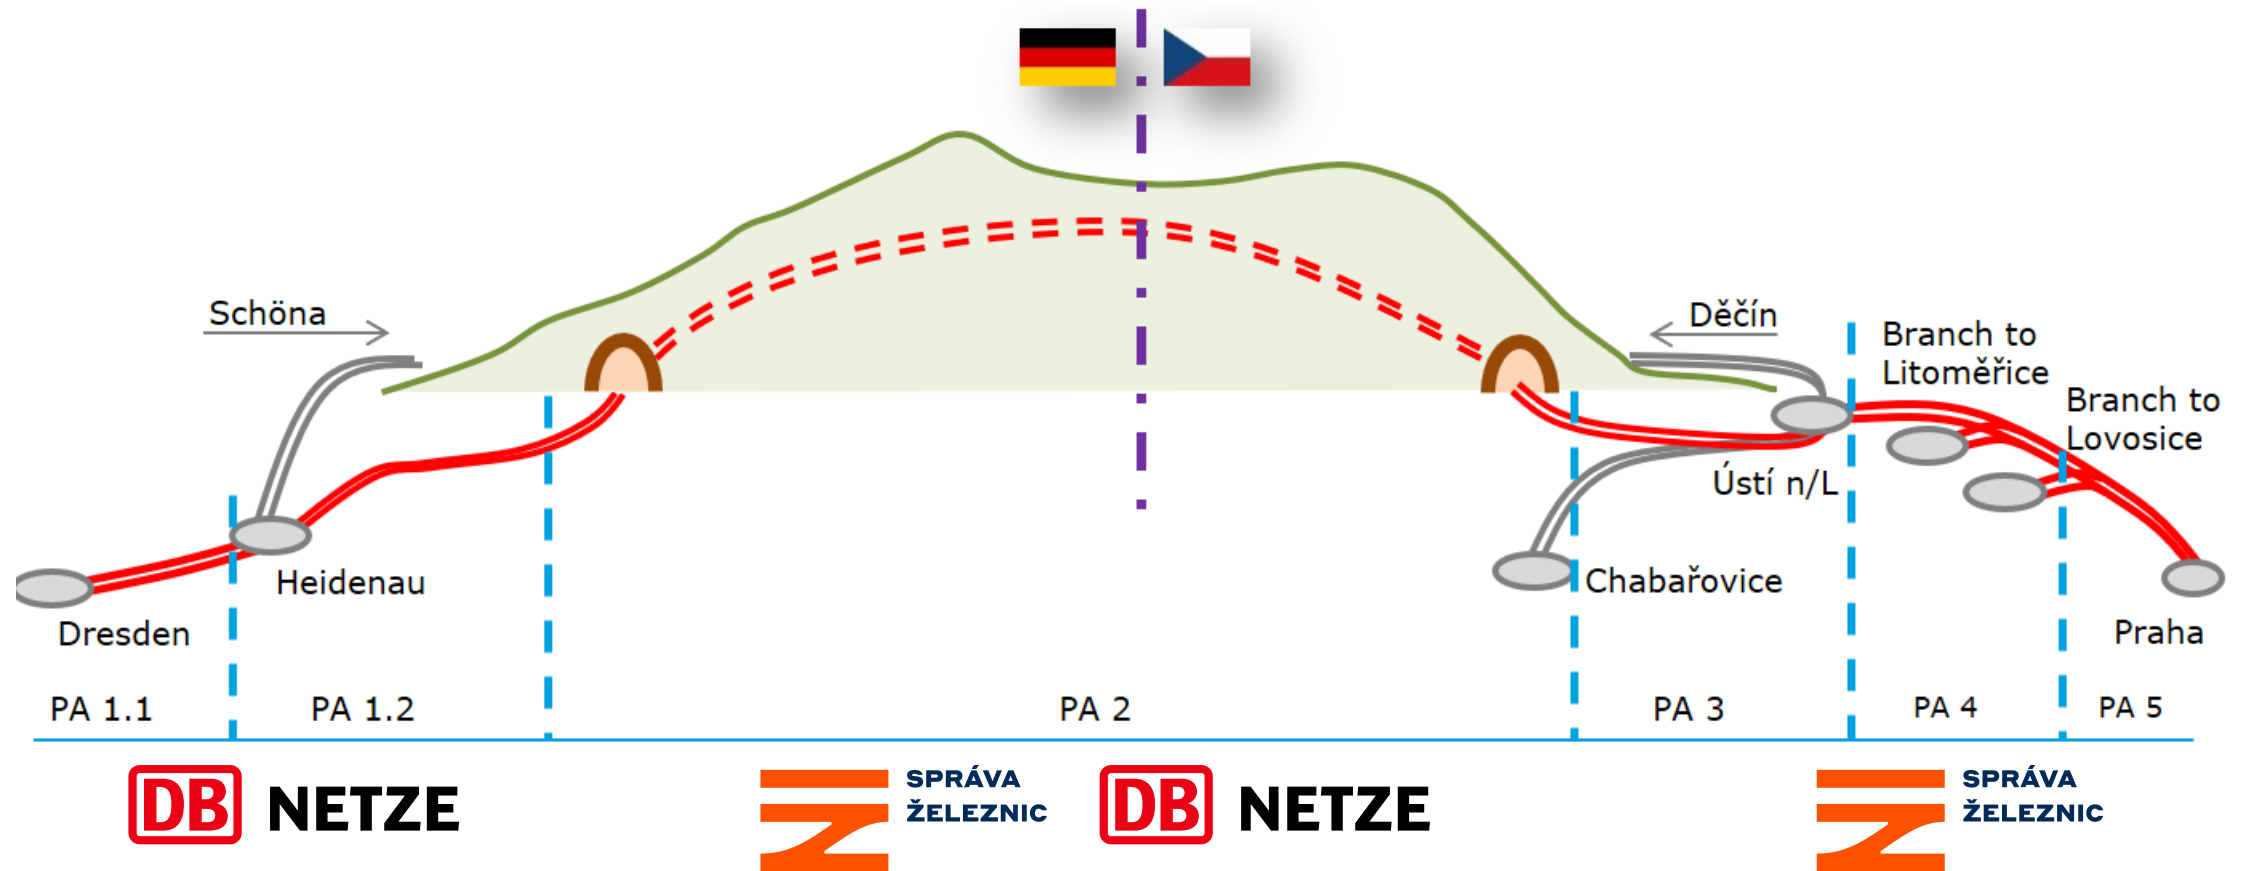 Schöna
Děčín
Branch to
Litoměřice
Branch to
Lovosice
Ústí n/L
Heidenau
Chabařovice
Dresden
Praha
PA 1.1
PA 1.2
PA 2
PA 3
PA 4
PA 5
DB NETZE
SPRÁVA
ŽELEZNIC
DB NETZE
SPRÁVA
ŽELEZNIC